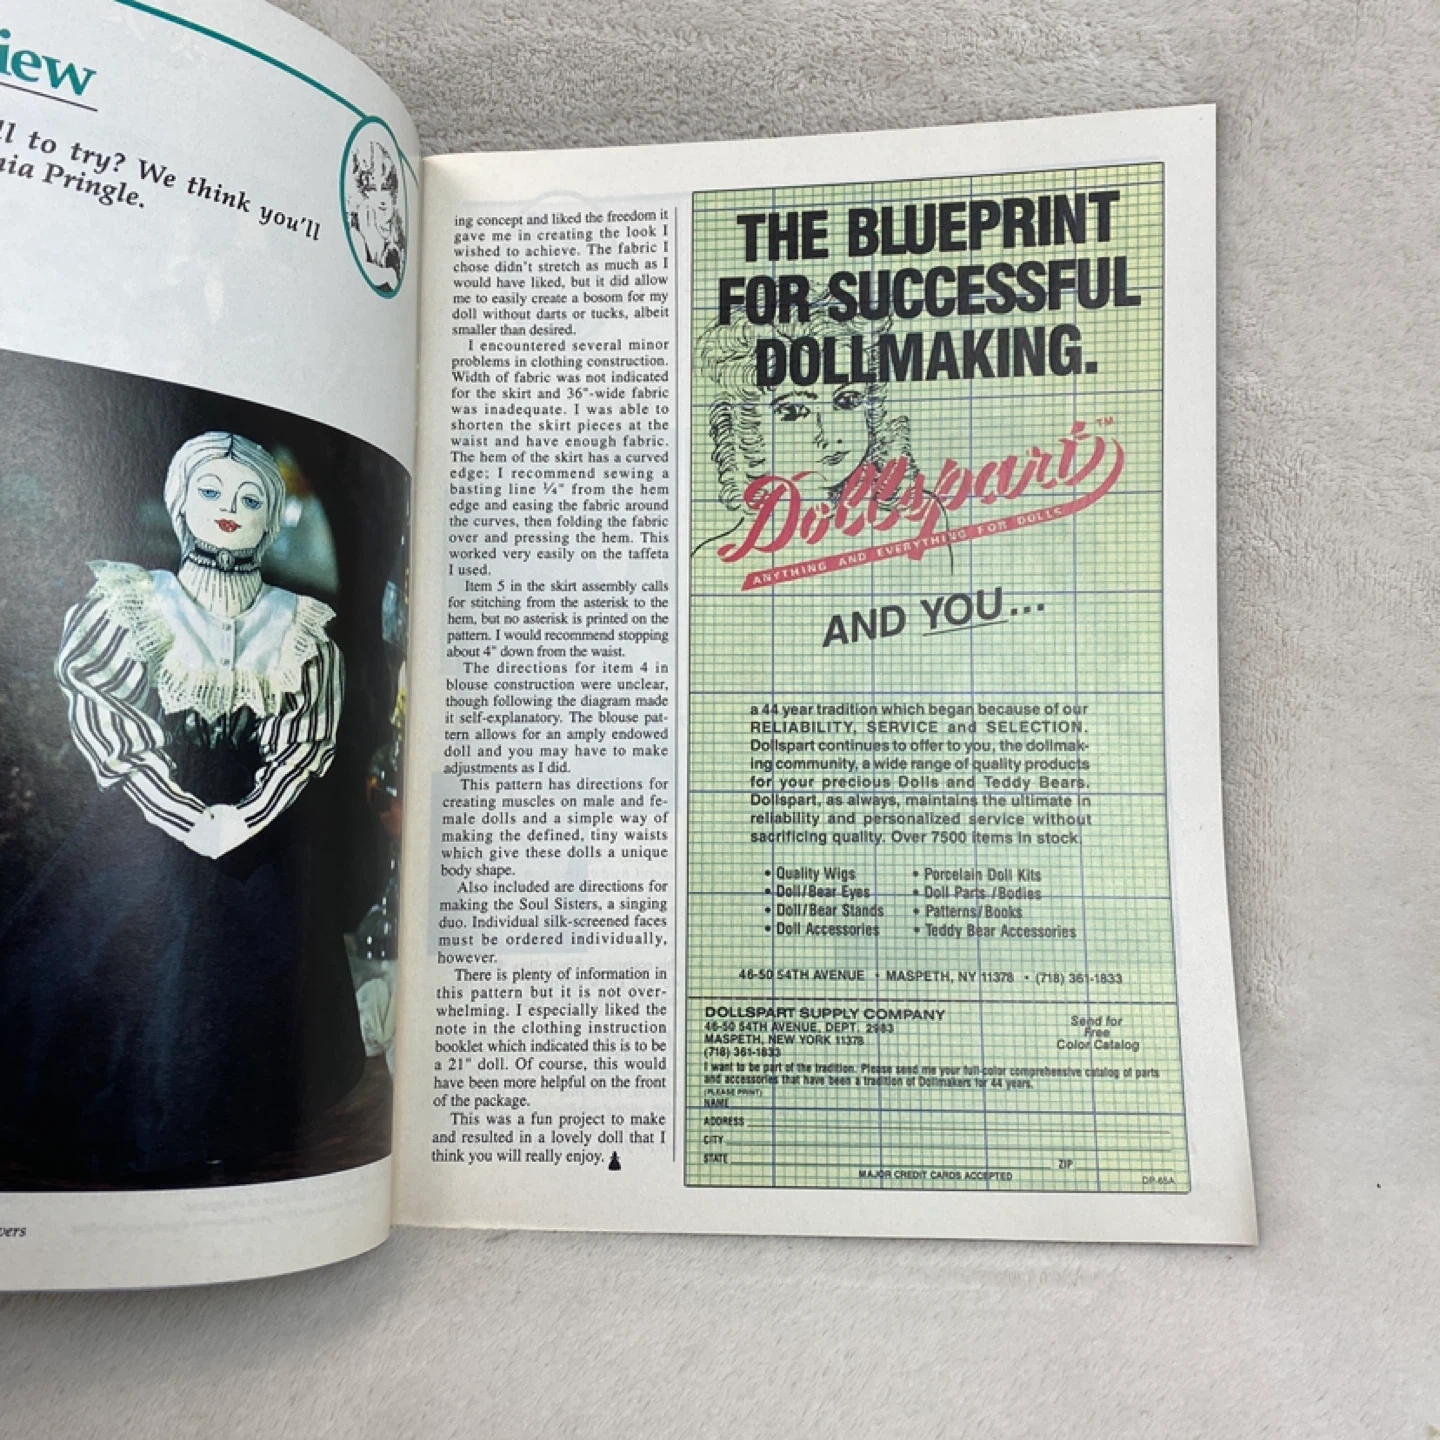 iew
ll to try? We think you'll
nia Pringle.
vers
ing concept and liked the freedom it
gave me in creating the look I
wished to achieve. The fabric I
chose didn't stretch as much as I
would have liked, but it did allow
me to easily create a bosom for my
doll without darts or tucks, albeit
smaller than desired.
I encountered several minor
problems in clothing construction.
Width of fabric was not indicated
for the skirt and 36"-wide fabric
was inadequate. I was able to
shorten the skirt pieces at the
waist and have enough fabric.
The hem of the skirt has a curved
edge; I recommend sewing a
basting line ¼" from the hem
edge and easing the fabric around
the curves, then folding the fabric
over and pressing the hem. This
worked very easily on the taffeta
I used.
Item 5 in the skirt assembly calls
for stitching from the asterisk to the
hem, but no asterisk is printed on the
pattern. I would recommend stopping
about 4" down from the waist.
The directions for item 4 in
blouse construction were unclear,
though following the diagram made
it self-explanatory. The blouse pat-
tern allows for an amply endowed
doll and you may have to make
adjustments as I did.
This pattern has directions for
creating muscles on male and fe-
male dolls and a simple way of
making the defined, tiny waists
which give these dolls a unique
body shape.
Also included are directions for
making the Soul Sisters, a singing
duo. Individual silk-screened faces
must be ordered individually,
however.
There is plenty of information in
this pattern but it is not over-
whelming. I especially liked the
note in the clothing instruction
booklet which indicated this is to be
a 21" doll. Of course, this would
have been more helpful on the front
of the package.
This was a fun project to make
and resulted in a lovely doll that I
think you will really enjoy.
THE BLUEPRINT
FOR SUCCESSFUL
DOLLMAKING.
Dollspart™
ANYTHING AND EVERYTHING FOR DOLLS
AND YOU...
a 44 year tradition which began because of our
RELIABILITY, SERVICE and SELECTION.
Dollspart continues to offer to you, the dollmak-
ing community, a wide range of quality products
for your precious Dolls and Teddy Bears.
Dollspart, as always, maintains the ultimate in
reliability and personalized service without
sacrificing quality. Over 7500 items in stock.
• Quality Wigs
• Doll/Bear Eyes
• Doll/Bear Stands
• Doll Accessories
• Porcelain Doll Kits
• Doll Parts /Bodies
• Patterns/Books
• Teddy Bear Accessories
46-50 54TH AVENUE • MASPETH, NY 11378 • (718) 361-1833
DOLLSPART SUPPLY COMPANY
46-50 54TH AVENUE, DEPT. 2983
MASPETH, NEW YORK 11378
(718) 361-1833
Send for
Free
Color Catalog
I want to be part of the tradition. Please send me your full-color comprehensive catalog of parts
and accessories that have been a tradition of Dollmakers for 44 years.
(PLEASE PRINT)
NAME
ADDRESS
CITY
STATE ZIP
MAJOR CREDIT CARDS ACCEPTED
DP-65A